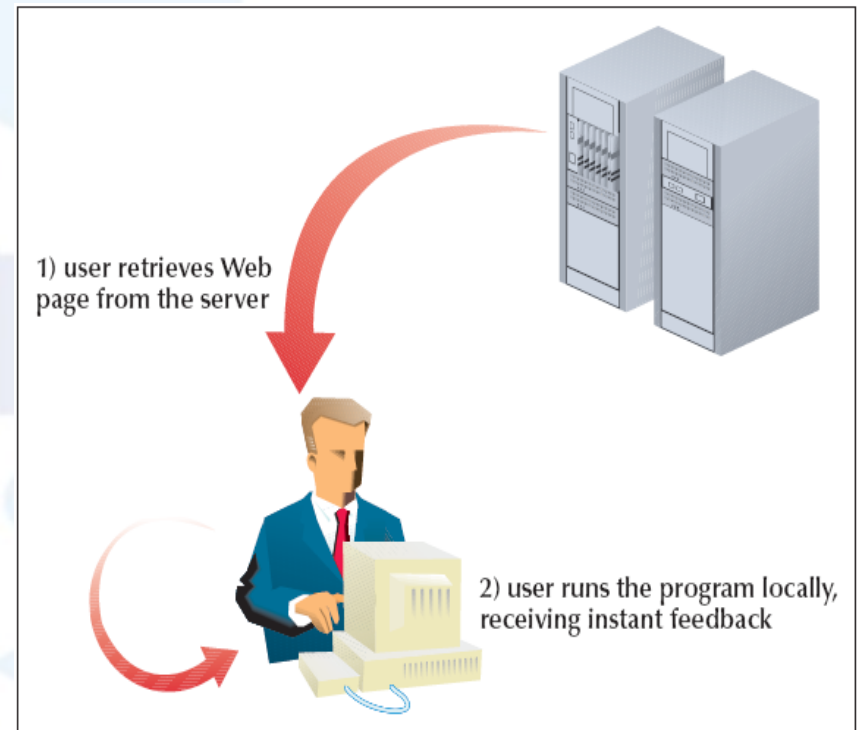 1) user retrieves Web
page from the server
2) user runs the program locally,
receiving instant feedback